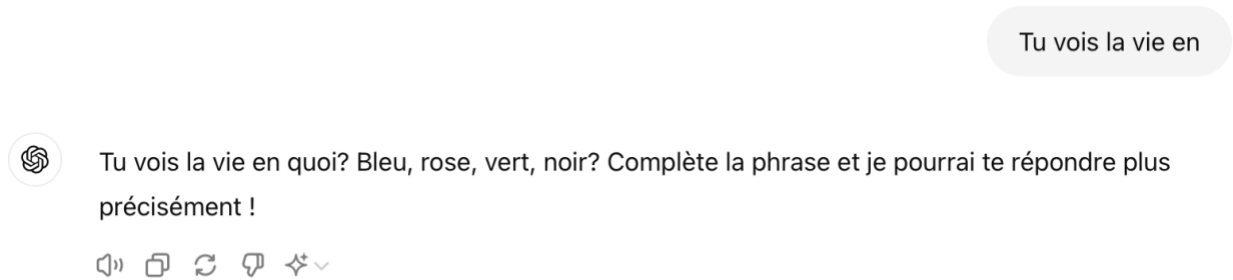 Tu vois la vie en
Tu vois la vie en quoi? Bleu, rose, vert, noir? Complète la phrase et je pourrai te répondre plus
précisément !